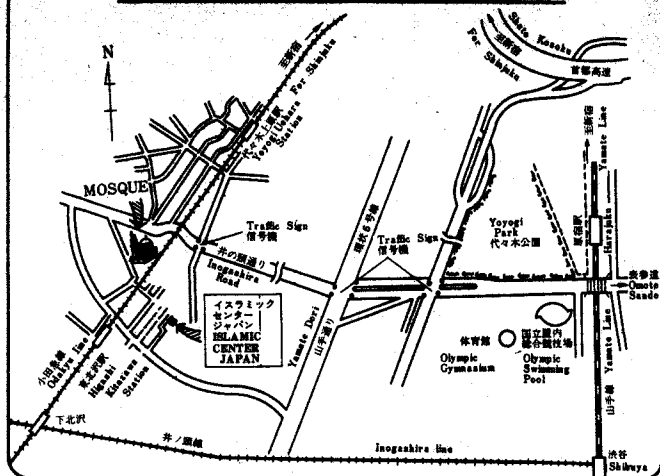 N
至新宿
For Shinjuku
代々木上原駅
Yoyogi Uehara
Station
MOSQUE
Traffic Sign
信号機
井の頭通り
Inogashira
Road
イスラミック
センター
ジャパン
ISLAMIC
CENTER
JAPAN
小田急線
Odakyu line
東北沢駅
Higashi
Kitazawa
Station
下北沢
井ノ頭線
Inogashira line
環状6号線
Yamate Dori
山手通り
Traffic Sign
信号機
Shuto Kosoku
首都高速
至新宿
For Shinjuku
Yoyogi
Park
代々木公園
至新宿
Yamate Line
原宿駅
Harajuku
表参道
Omote
Sando
体育館
Olympic
Gymnasium
国立屋内
総合競技場
Olympic
Swimming
Pool
山手線
Yamate Line
渋谷
Shibuya